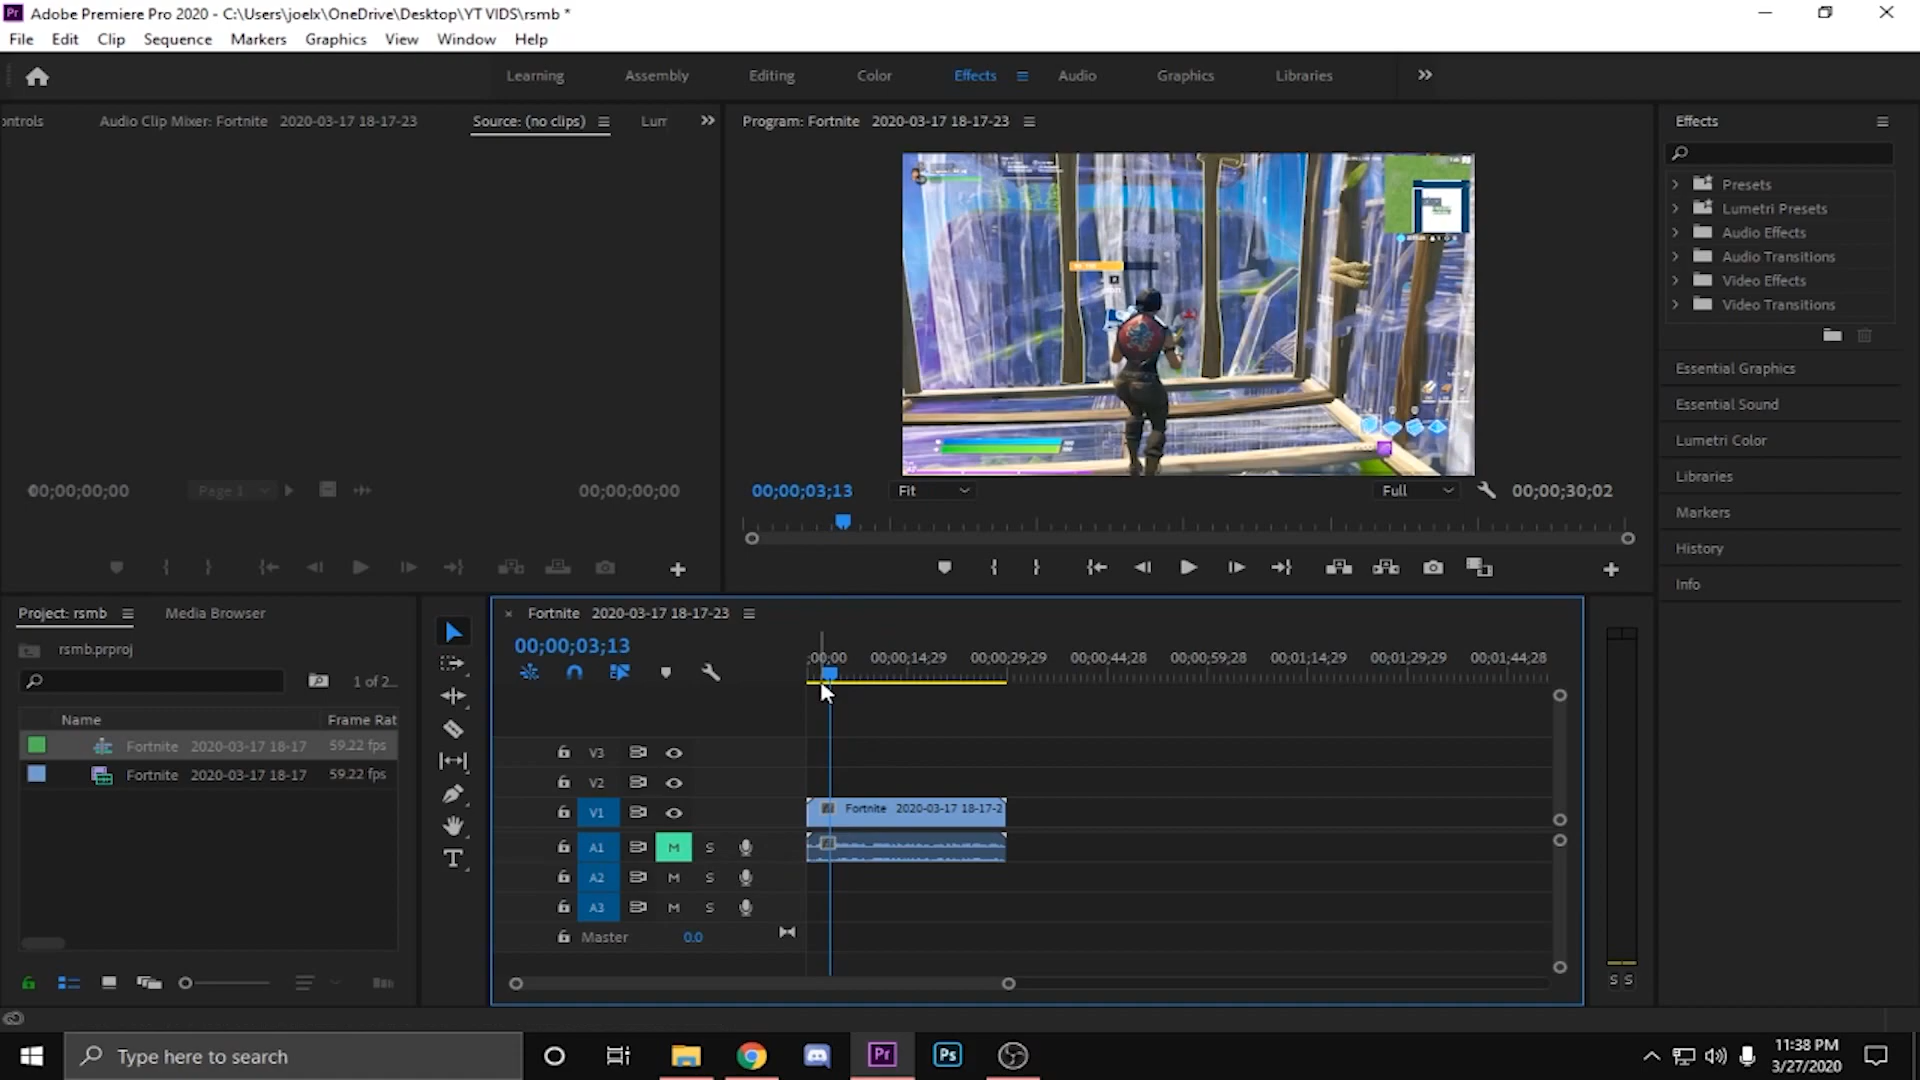 Pr Adobe Premiere Pro 2020 - C:\Users\joelx\OneDrive\Desktop\YT VIDS\rsmb *
File Edit Clip Sequence Markers Graphics View Window Help
Learning Assembly Editing Color Effects Audio Graphics Libraries
ontrols Audio Clip Mixer: Fortnite 2020-03-17 18-17-23 Source: (no clips) Lum
Program: Fortnite 2020-03-17 18-17-23
Effects
Presets
Lumetri Presets
Audio Effects
Audio Transitions
Video Effects
Video Transitions
Essential Graphics
Essential Sound
Lumetri Color
Libraries
Markers
History
Info
00;00;00;00 Page 1 00;00;00;00
00;00;03;13 Fit Full 00;00;30;02
Project: rsmb Media Browser
rsmb.prproj
1 of 2...
Name Frame Rat
Fortnite 2020-03-17 18-17 59.22 fps
Fortnite 2020-03-17 18-17 59.22 fps
Fortnite 2020-03-17 18-17-23
00;00;03;13
;00;00 00;00;14;29 00;00;29;29 00;00;44;28 00;00;59;28 00;01;14;29 00;01;29;29 00;01;44;28
V3
V2
V1 Fortnite 2020-03-17 18-17-2
A1 M S
A2 M S
A3 M S
Master 0.0
S S
Type here to search
Pr Ps
11:38 PM
3/27/2020